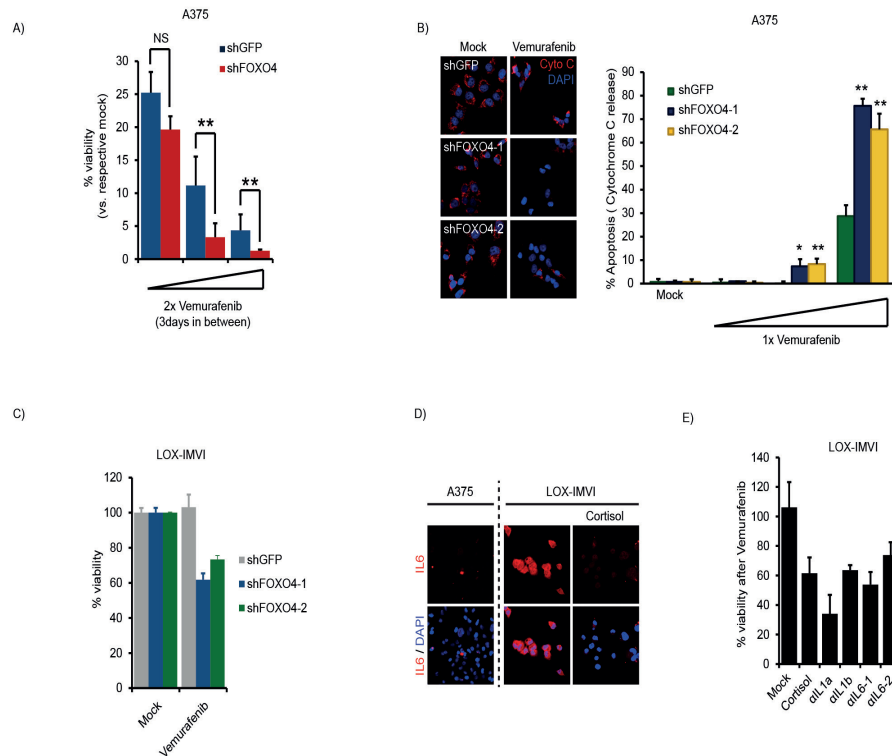 A)
A375
NS
shGFP
shFOXO4
**
**
% viability
(vs. respective mock)
30
25
20
15
10
5
0
2x Vemurafenib
(3days in between)
B)
A375
Mock
Vemurafenib
shGFP
Cyto C
DAPI
shFOXO4-1
shFOXO4-2
% Apoptosis ( Cytochrome C release)
90
80
70
60
50
40
30
20
10
0
shGFP
shFOXO4-1
shFOXO4-2
*
**
**
**
Mock
1x Vemurafenib
C)
LOX-IMVI
% viability
120
100
80
60
40
20
0
shGFP
shFOXO4-1
shFOXO4-2
Mock
Vemurafenib
D)
A375
LOX-IMVI
Cortisol
IL6
IL6 / DAPI
E)
LOX-IMVI
% viability after Vemurafenib
140
120
100
80
60
40
20
0
Mock
Cortisol
αIL1a
αIL1b
αIL6-1
αIL6-2